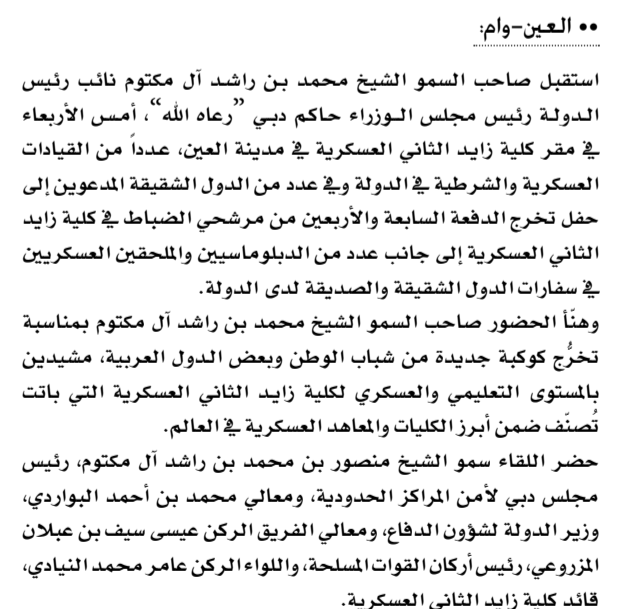 •• العين-وام:
استقبل صاحب السمو الشيخ محمد بن راشد آل مكتوم نائب رئيس
الدولة رئيس مجلس الوزراء حاكم دبي ”رعاه الله“، أمس الأربعاء
في مقر كلية زايد الثاني العسكرية في مدينة العين، عدداً من القيادات
العسكرية والشرطية في الدولة وفي عدد من الدول الشقيقة المدعوين إلى
حفل تخرج الدفعة السابعة والأربعين من مرشحي الضباط في كلية زايد
الثاني العسكرية إلى جانب عدد من الدبلوماسيين والملحقين العسكريين
في سفارات الدول الشقيقة والصديقة لدى الدولة.
وهنّأ الحضور صاحب السمو الشيخ محمد بن راشد آل مكتوم بمناسبة
تخرُّج كوكبة جديدة من شباب الوطن وبعض الدول العربية، مشيدين
بالمستوى التعليمي والعسكري لكلية زايد الثاني العسكرية التي باتت
تُصنّف ضمن أبرز الكليات والمعاهد العسكرية في العالم.
حضر اللقاء سمو الشيخ منصور بن محمد بن راشد آل مكتوم، رئيس
مجلس دبي لأمن المراكز الحدودية، ومعالي محمد بن أحمد البواردي،
وزير الدولة لشؤون الدفاع، ومعالي الفريق الركن عيسى سيف بن عبلان
المزروعي، رئيس أركان القوات المسلحة، واللواء الركن عامر محمد النيادي،
قائد كلية زايد الثاني العسكرية.